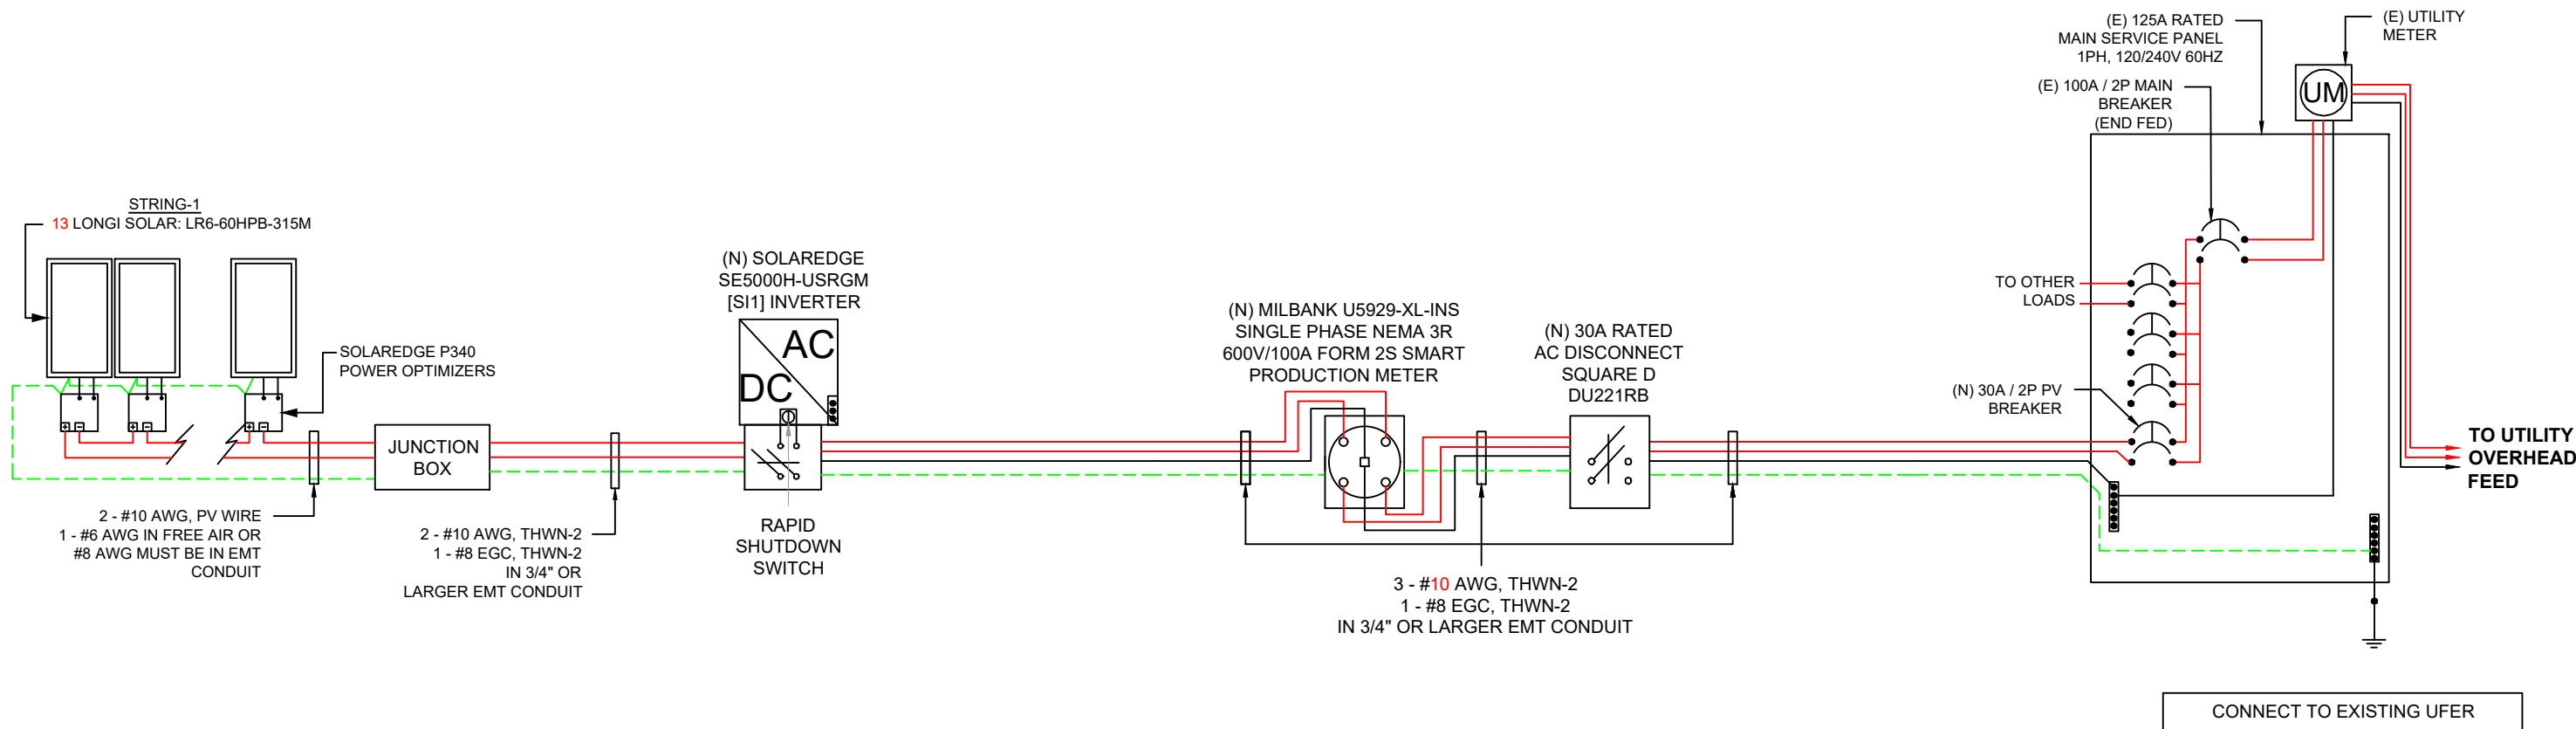 STRING-1
13 LONGI SOLAR: LR6-60HPB-315M
SOLAREDGE P340
POWER OPTIMIZERS
+ −
+ −
+ −
JUNCTION
BOX
2 - #10 AWG, PV WIRE
1 - #6 AWG IN FREE AIR OR
#8 AWG MUST BE IN EMT
CONDUIT
2 - #10 AWG, THWN-2
1 - #8 EGC, THWN-2
IN 3/4" OR
LARGER EMT CONDUIT
(N) SOLAREDGE
SE5000H-USRGM
[SI1] INVERTER
AC
DC
RAPID
SHUTDOWN
SWITCH
(N) MILBANK U5929-XL-INS
SINGLE PHASE NEMA 3R
600V/100A FORM 2S SMART
PRODUCTION METER
(N) 30A RATED
AC DISCONNECT
SQUARE D
DU221RB
3 - #10 AWG, THWN-2
1 - #8 EGC, THWN-2
IN 3/4" OR LARGER EMT CONDUIT
(E) 125A RATED
MAIN SERVICE PANEL
1PH, 120/240V 60HZ
(E) 100A / 2P MAIN
BREAKER
(END FED)
(E) UTILITY
METER
UM
TO OTHER
LOADS
(N) 30A / 2P PV
BREAKER
TO UTILITY
OVERHEAD
FEED
CONNECT TO EXISTING UFER